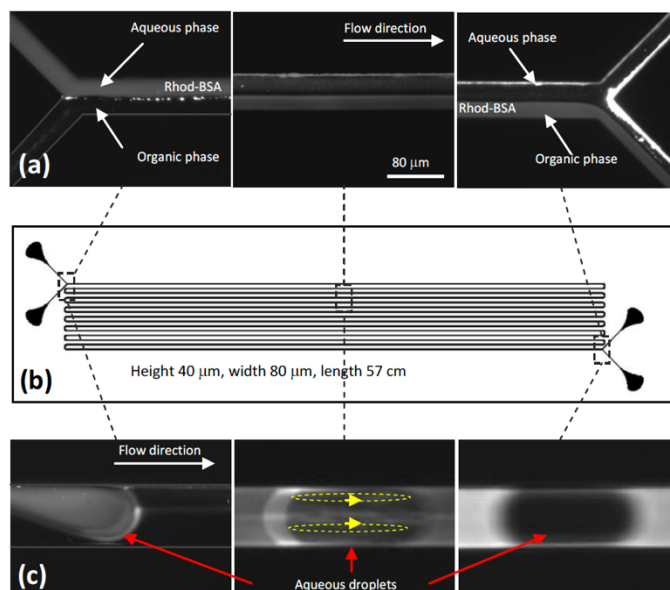 Aqueous phase
Rhod-BSA
Organic phase
(a)
Flow direction
80 μm
Aqueous phase
Rhod-BSA
Organic phase
Height 40 μm, width 80 μm, length 57 cm
(b)
Flow direction
Aqueous droplets
(c)